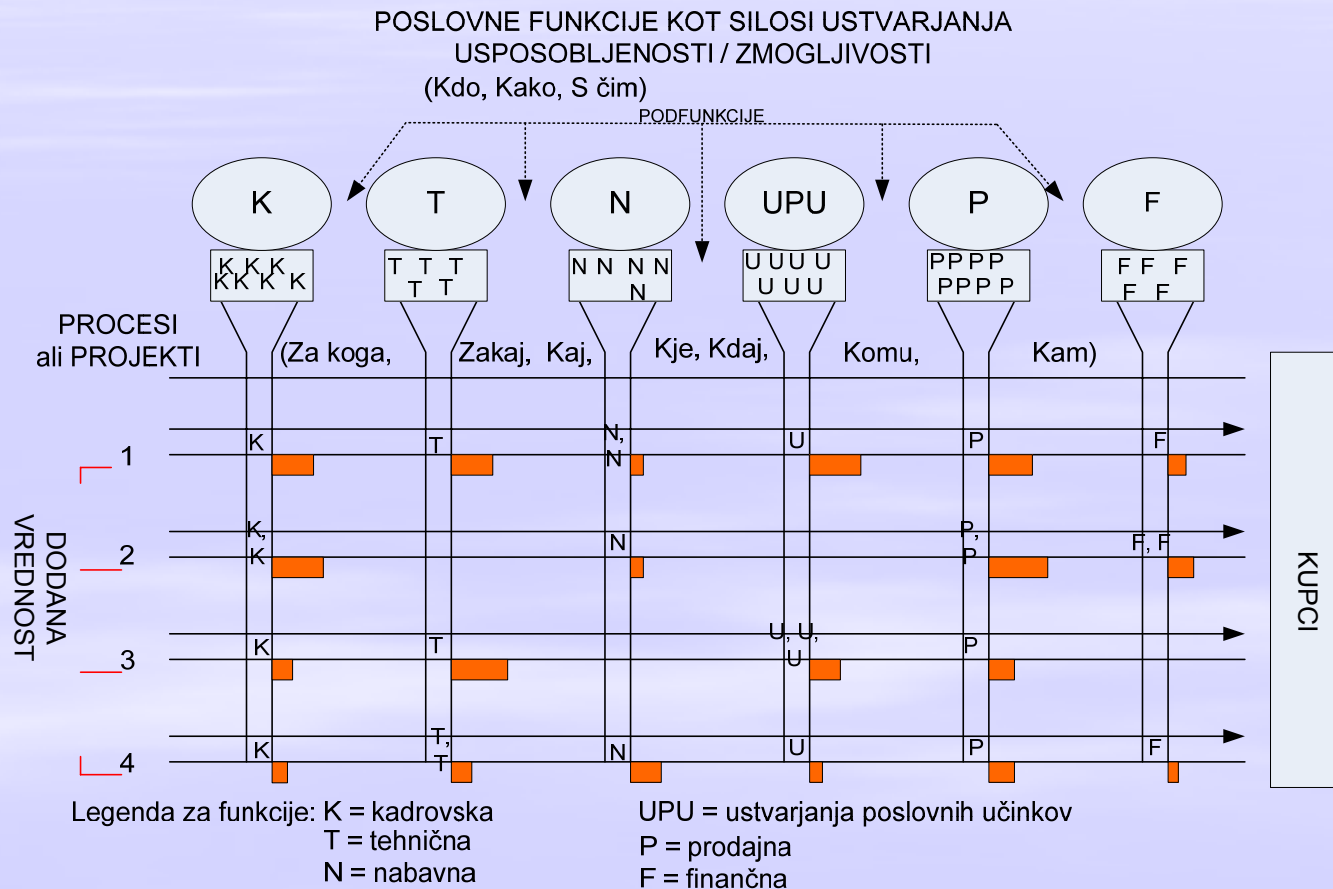 POSLOVNE FUNKCIJE KOT SILOSI USTVARJANJA
USPOSOBLJENOSTI / ZMOGLJIVOSTI
(Kdo, Kako, S čim)
PODFUNKCIJE
K T N UPU P F
K K K T T T N N N N U U U U P P P P F F F
K K K K T T N U U U P P P P F F
PROCESI
ali PROJEKTI
(Za koga, Zakaj, Kaj, Kje, Kdaj, Komu, Kam)
1 K T N, N U P F
2 K, K N P, P F, F
3 K T U, U, U P
4 K T, T N U P F
DODANA
VREDNOST
KUPCI
Legenda za funkcije: K = kadrovska
T = tehnična
N = nabavna
UPU = ustvarjanja poslovnih učinkov
P = prodajna
F = finančna